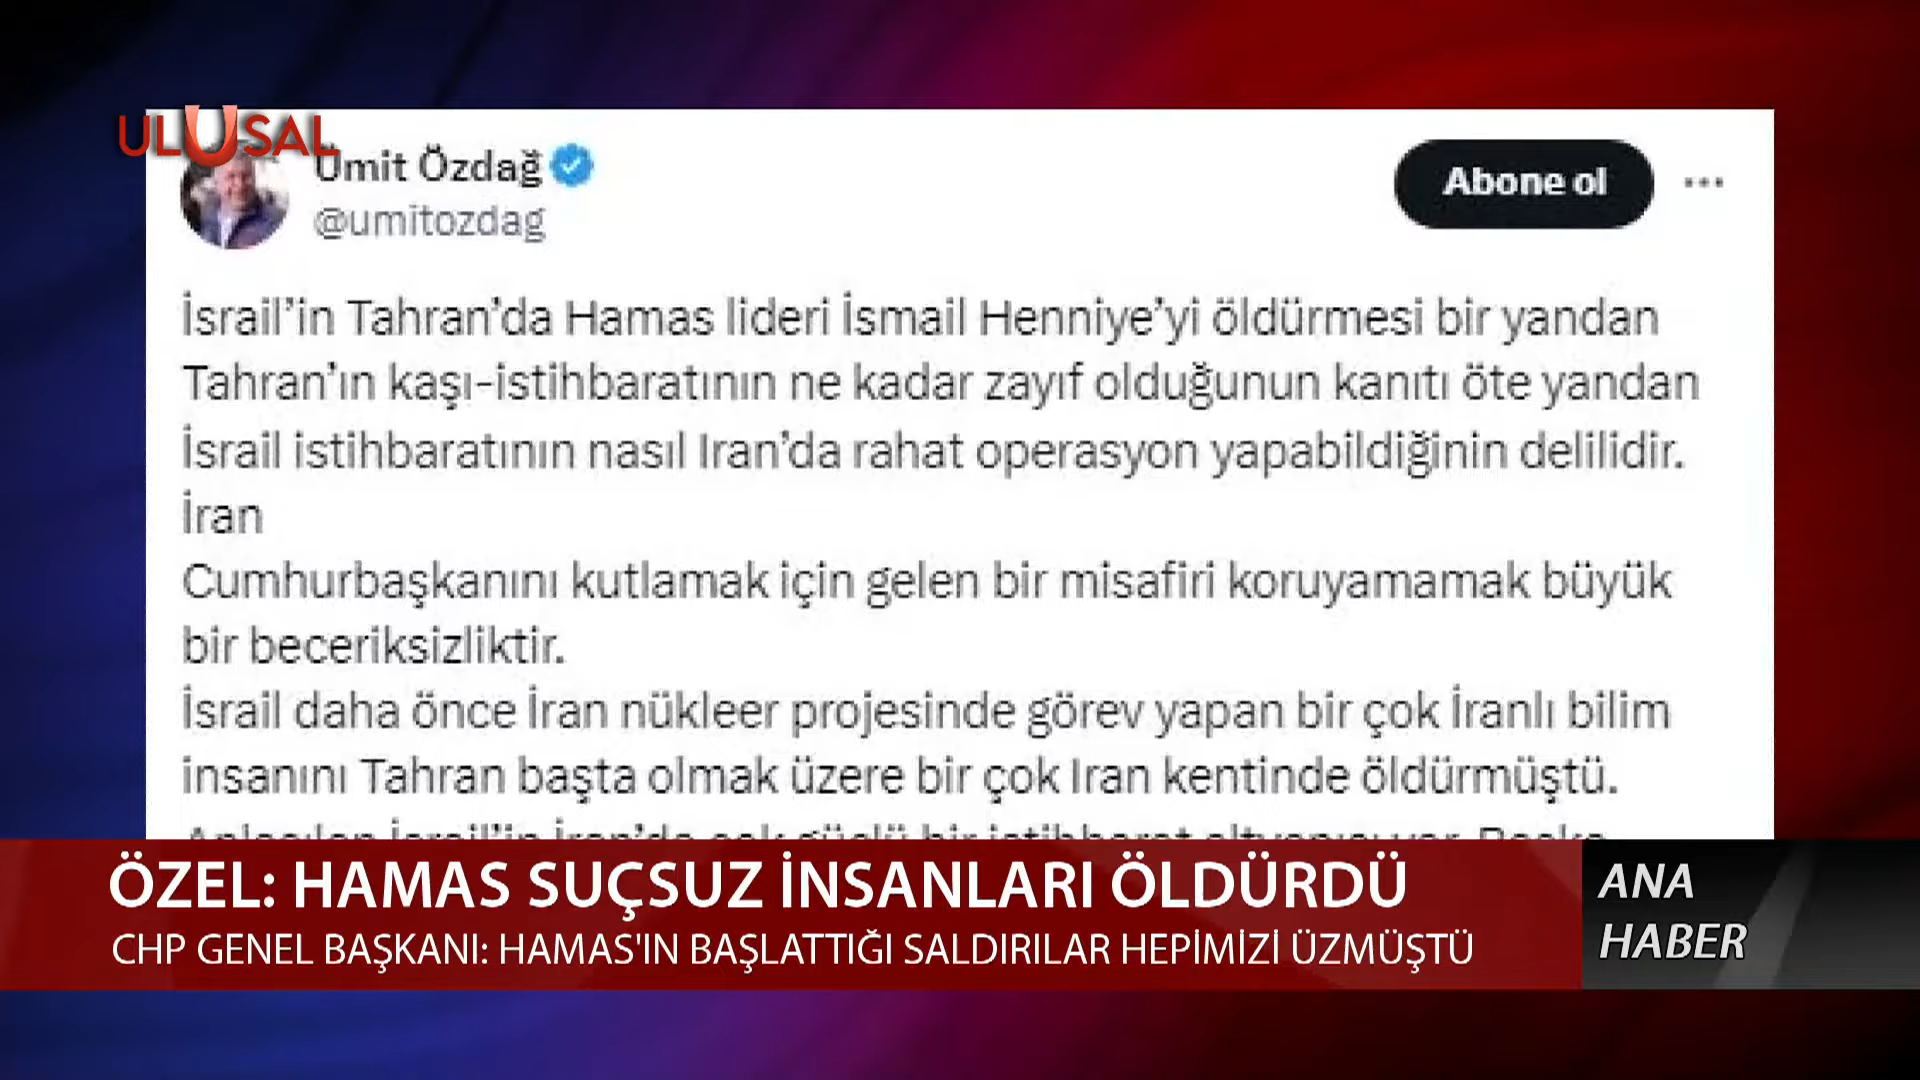 ULUSAL
Ümit Özdağ
@umitozdag
Abone ol
İsrail’in Tahran’da Hamas lideri İsmail Henniye’yi öldürmesi bir yandan
Tahran’ın kaşı-istihbaratının ne kadar zayıf olduğunun kanıtı öte yandan
İsrail istihbaratının nasıl Iran’da rahat operasyon yapabildiğinin delilidir.
İran
Cumhurbaşkanını kutlamak için gelen bir misafiri koruyamamak büyük
bir beceriksizliktir.
İsrail daha önce İran nükleer projesinde görev yapan bir çok İranlı bilim
insanını Tahran başta olmak üzere bir çok Iran kentinde öldürmüştü.
ÖZEL: HAMAS SUÇSUZ İNSANLARI ÖLDÜRDÜ
CHP GENEL BAŞKANI: HAMAS'IN BAŞLATTIĞI SALDIRILAR HEPİMİZİ ÜZMÜŞTÜ
ANA
HABER